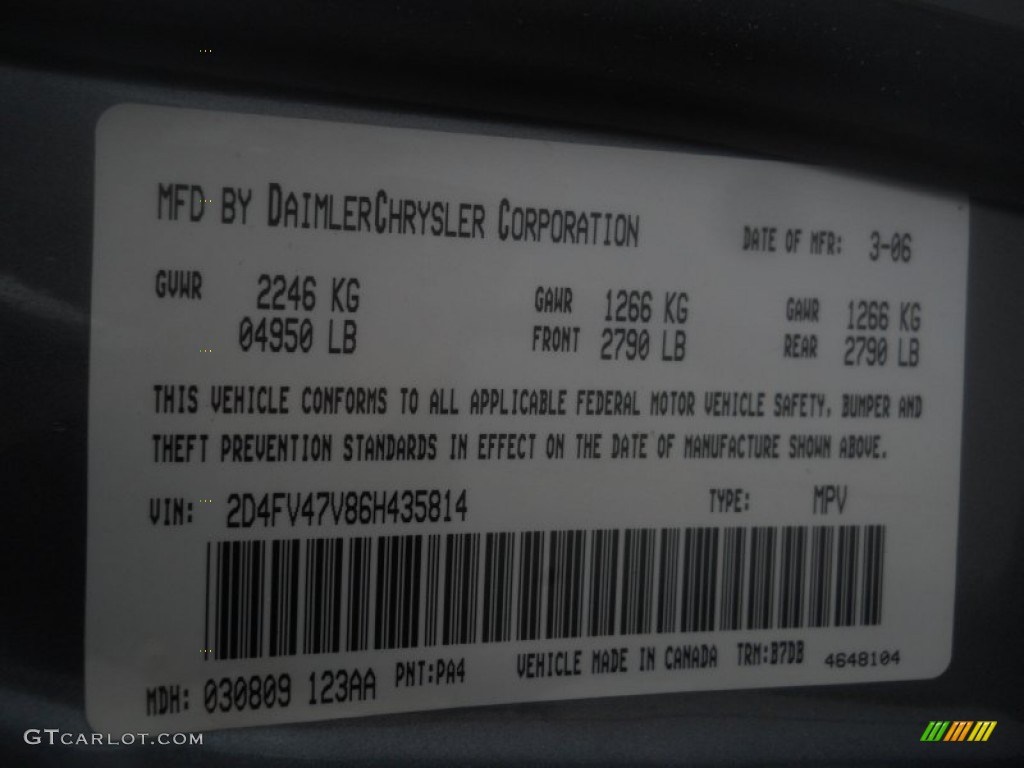 MFD BY DAIMLERCHRYSLER CORPORATION DATE OF MFR: 3-06
GVWR 2246 KG GAWR 1266 KG GAWR 1266 KG
04950 LB FRONT 2790 LB REAR 2790 LB
THIS VEHICLE CONFORMS TO ALL APPLICABLE FEDERAL MOTOR VEHICLE SAFETY, BUMPER AND
THEFT PREVENTION STANDARDS IN EFFECT ON THE DATE OF MANUFACTURE SHOWN ABOVE.
VIN: 2D4FV47V86H435814 TYPE: MPV
MDH: 030809 123AA PNT:PA4 VEHICLE MADE IN CANADA TRM:B7DB 4648104
GTCARLOT.COM